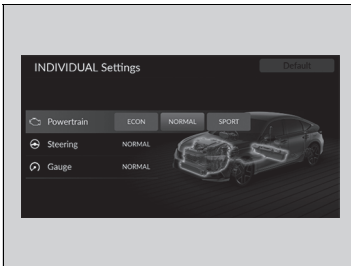 INDIVIDUAL Settings
Default
Powertrain ECON NORMAL SPORT
Steering NORMAL
Gauge NORMAL